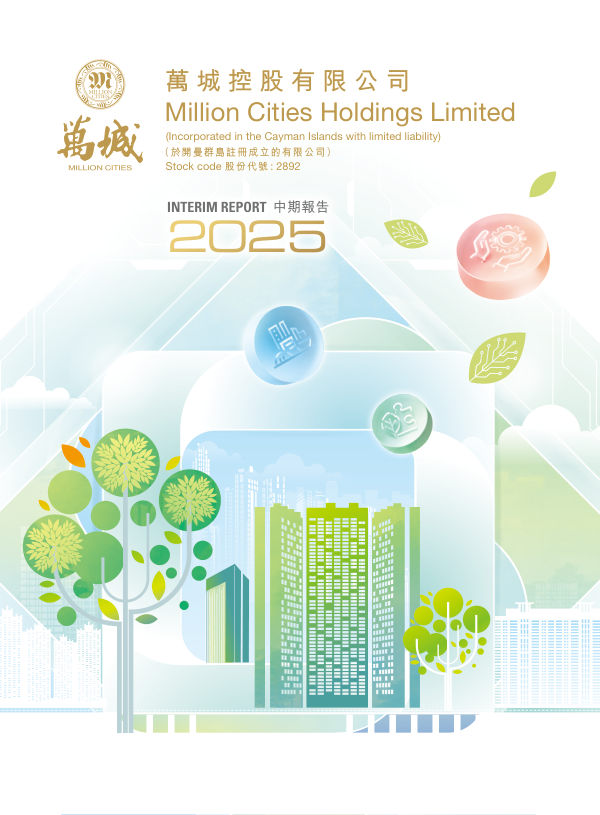 萬城控股有限公司
Million Cities Holdings Limited
(Incorporated in the Cayman Islands with limited liability)
(於開曼群島註冊成立的有限公司)
Stock code 股份代號 : 2892
M
MILLION CITIES
萬城
MILLION CITIES
INTERIM REPORT 中期報告
2025